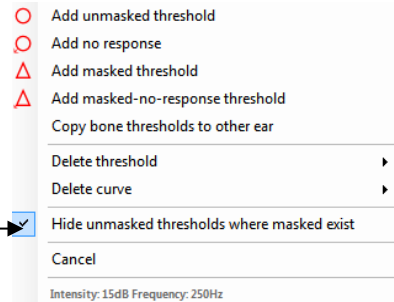 Add unmasked threshold
Add no response
Add masked threshold
Add masked-no-response threshold
Copy bone thresholds to other ear
Delete threshold
Delete curve
Hide unmasked thresholds where masked exist
Cancel
Intensity: 15dB Frequency: 250Hz